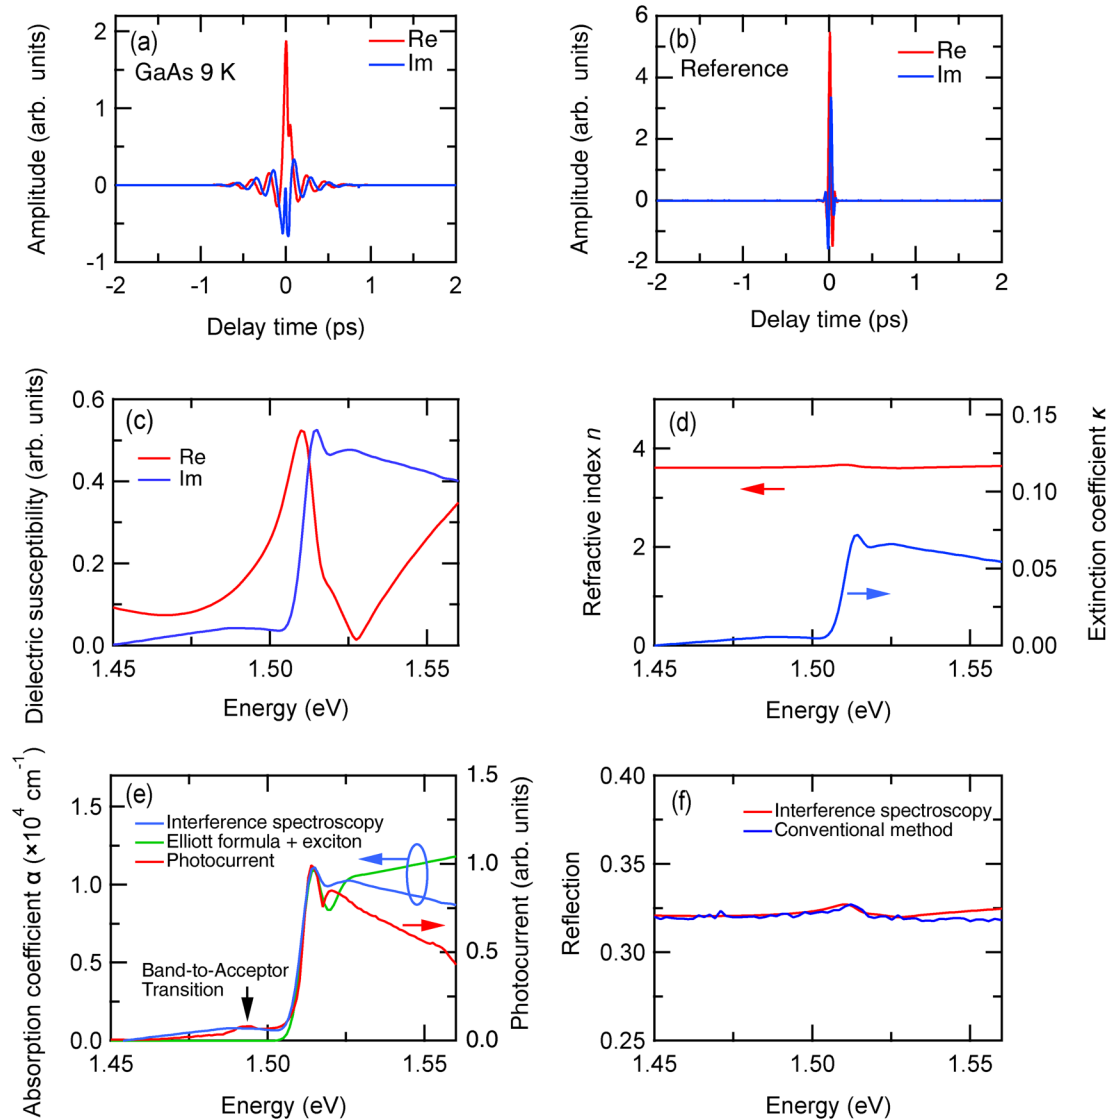 (a)
GaAs 9 K
Re
Im
2
1
0
-1
-2
-1
0
1
2
Amplitude (arb. units)
Delay time (ps)
(b)
Reference
Re
Im
6
4
2
0
-2
-2
-1
0
1
2
Amplitude (arb. units)
Delay time (ps)
(c)
Re
Im
0.6
0.4
0.2
0.0
1.45
1.50
1.55
Dielectric susceptibility (arb. units)
Energy (eV)
(d)
4
2
0
0.15
0.10
0.05
0.00
1.45
1.50
1.55
Refractive index n
Extinction coefficient κ
Energy (eV)
(e)
Interference spectroscopy
Elliott formula + exciton
Photocurrent
Band-to-Acceptor
Transition
1.5
1.0
0.5
0.0
1.5
1.0
0.5
0.0
1.45
1.50
1.55
Absorption coefficient α (×10⁴ cm⁻¹)
Photocurrent (arb. units)
Energy (eV)
(f)
Interference spectroscopy
Conventional method
0.40
0.35
0.30
0.25
1.45
1.50
1.55
Reflection
Energy (eV)